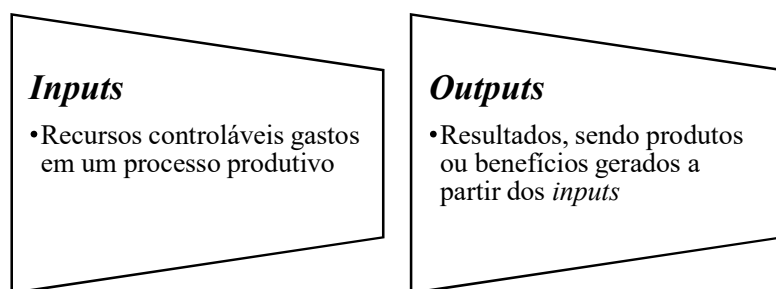 Inputs
•Recursos controláveis gastos
em um processo produtivo
Outputs
•Resultados, sendo produtos
ou benefícios gerados a
partir dos inputs